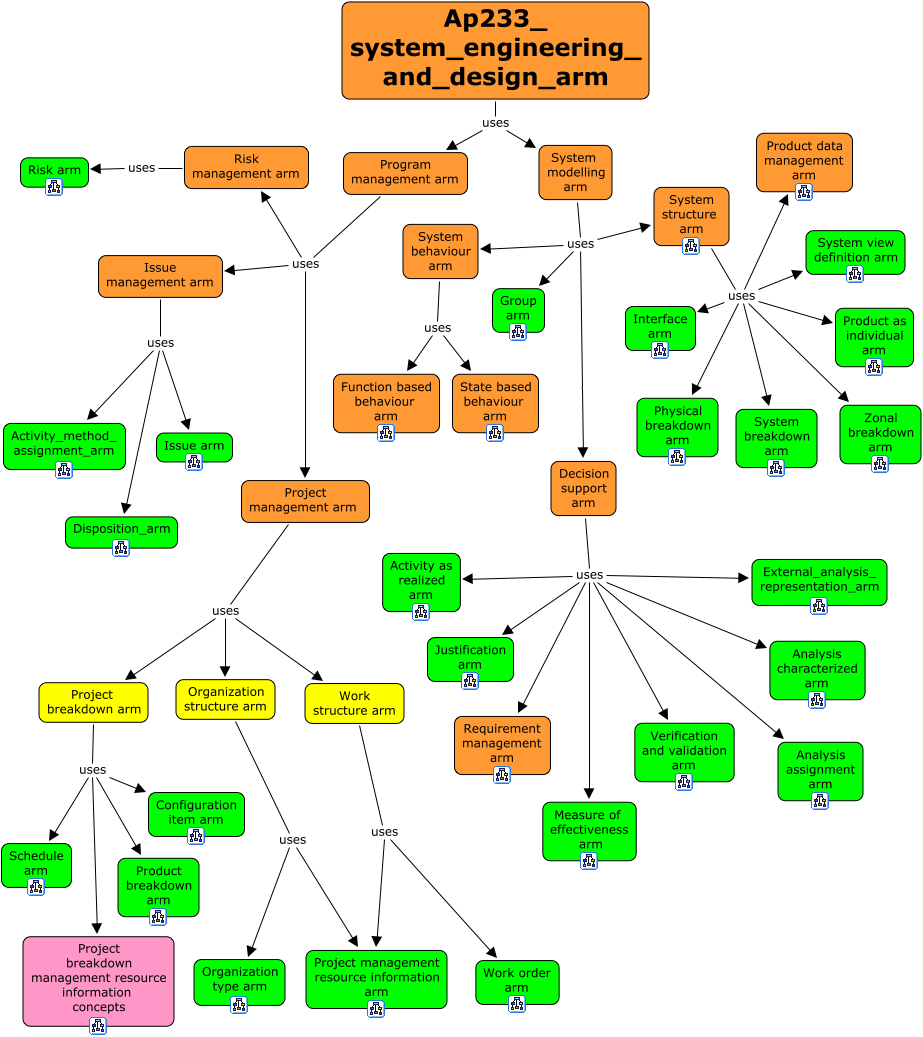 Ap233_
system_engineering_
and_design_arm
uses
Risk arm
uses
Risk
management arm
Program
management arm
System
modelling
arm
Product data
management
arm
System
structure
arm
System
behaviour
arm
uses
System view
definition arm
Issue
management arm
uses
uses
Group
arm
Interface
arm
Product as
individual
arm
uses
uses
Function based
behaviour
arm
State based
behaviour
arm
Activity_method_
assignment_arm
Issue arm
Physical
breakdown
arm
System
breakdown
arm
Zonal
breakdown
arm
Disposition_arm
Project
management arm
Decision
support
arm
Activity as
realized
arm
uses
External_analysis_
representation_arm
uses
Justification
arm
Analysis
characterized
arm
Project
breakdown arm
Organization
structure arm
Work
structure arm
Requirement
management
arm
Verification
and validation
arm
Analysis
assignment
arm
uses
Configuration
item arm
Measure of
effectiveness
arm
Schedule
arm
Product
breakdown
arm
uses
uses
Project
breakdown
management resource
information
concepts
Organization
type arm
Project management
resource information
arm
Work order
arm